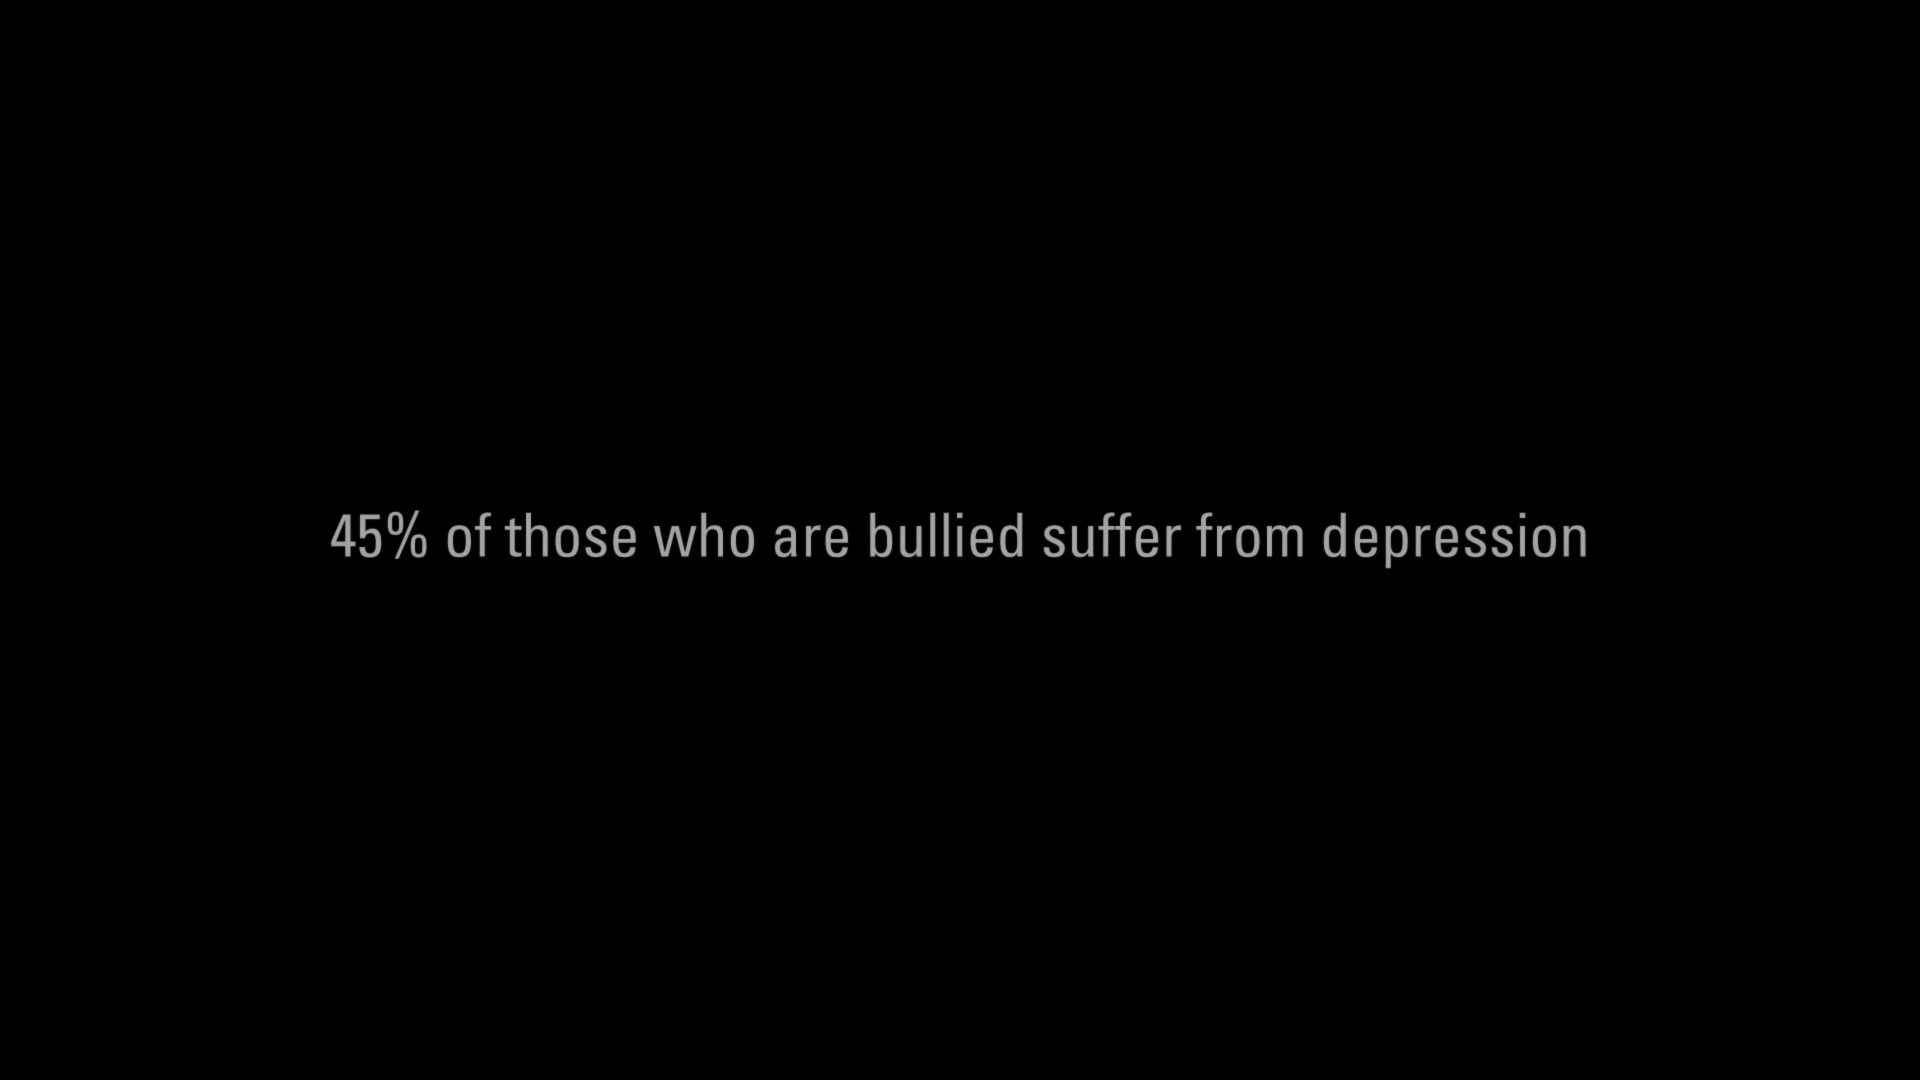 45% of those who are bullied suffer from depression